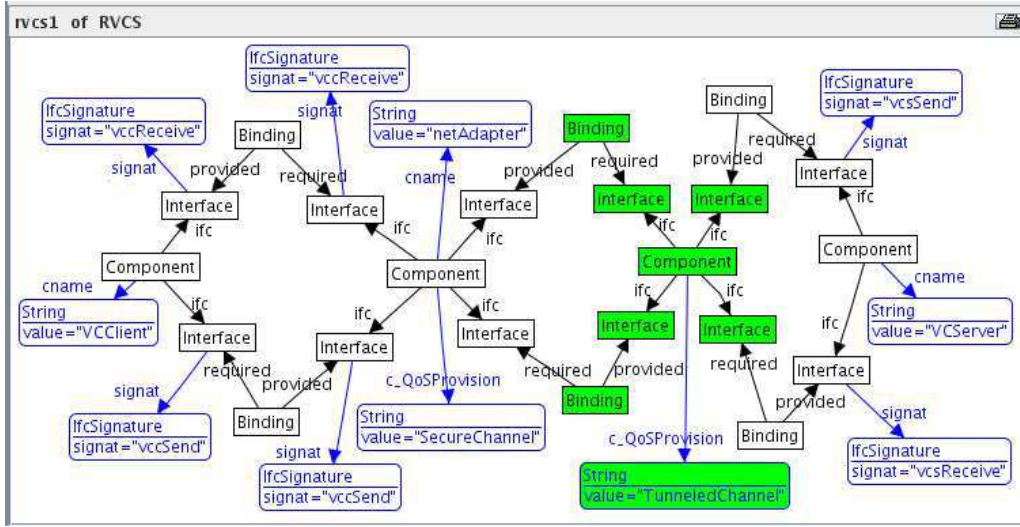 rvcs1 of RVCS
IfcSignature
signat="vccReceive"
IfcSignature
signat="vcsSend"
IfcSignature
signat="vccReceive"
String
value="netAdapter"
Binding
Binding
Binding
signat
signat
signat
provided
required
cname
provided
required
provided
required
Interface
Interface
Interface
Interface
Interface
Interface
ifc
ifc
ifc
ifc
ifc
ifc
Component
Component
Component
Component
cname
String
value="VCClient"
ifc
ifc
ifc
ifc
ifc
ifc
cname
String
value="VCServer"
Interface
Interface
Interface
Interface
Interface
Interface
required
provided
required
provided
provided
signat
c_QoSProvision
signat
Binding
Binding
Binding
IfcSignature
signat="vccSend"
signat
String
value="SecureChannel"
c_QoSProvision
IfcSignature
signat="vcsReceive"
IfcSignature
signat="vccSend"
String
value="TunneledChannel"